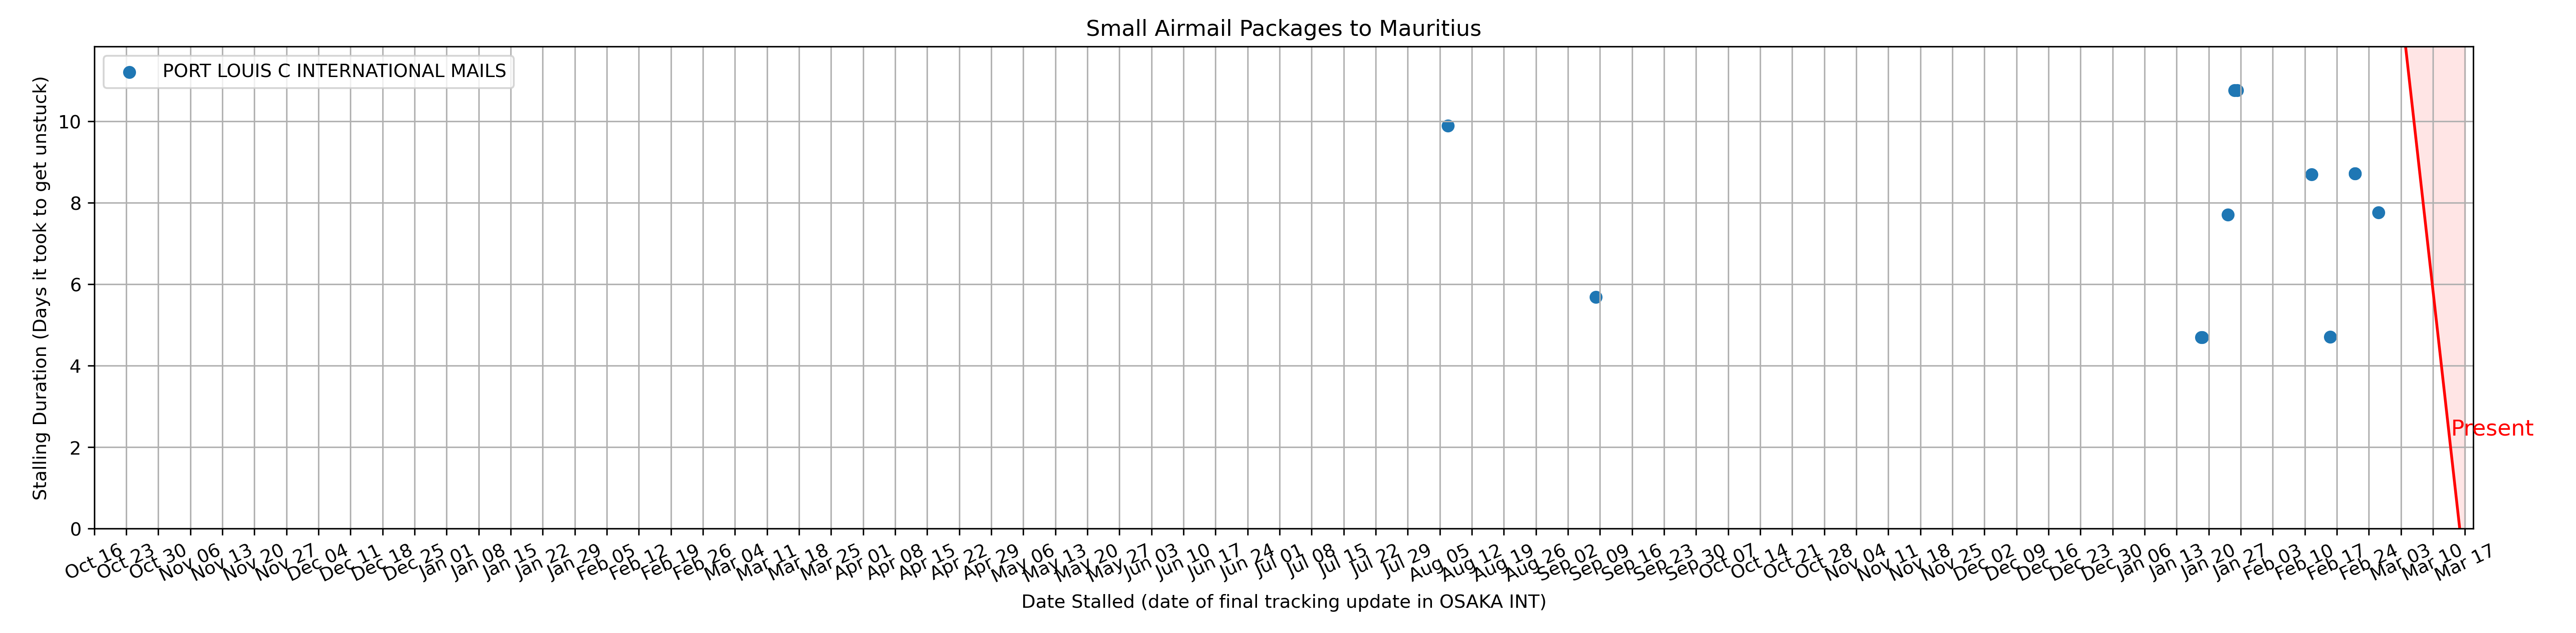 Small Airmail Packages to Mauritius
PORT LOUIS C INTERNATIONAL MAILS
Stalling Duration (Days it took to get unstuck)
10
8
6
4
2
0
Present
Oct 16 Oct 23 Oct 30 Nov 06 Nov 13 Nov 20 Nov 27 Dec 04 Dec 11 Dec 18 Dec 25 Jan 01 Jan 08 Jan 15 Jan 22 Jan 29 Feb 05 Feb 12 Feb 19 Feb 26 Mar 04 Mar 11 Mar 18 Mar 25 Apr 01 Apr 08 Apr 15 Apr 22 Apr 29 May 06 May 13 May 20 May 27 Jun 03 Jun 10 Jun 17 Jun 24 Jul 01 Jul 08 Jul 15 Jul 22 Jul 29 Aug 05 Aug 12 Aug 19 Aug 26 Sep 02 Sep 09 Sep 16 Sep 23 Sep 30 Oct 07 Oct 14 Oct 21 Oct 28 Nov 04 Nov 11 Nov 18 Nov 25 Dec 02 Dec 09 Dec 16 Dec 23 Dec 30 Jan 06 Jan 13 Jan 20 Jan 27 Feb 03 Feb 10 Feb 17 Feb 24 Mar 03 Mar 10 Mar 17
Date Stalled (date of final tracking update in OSAKA INT)